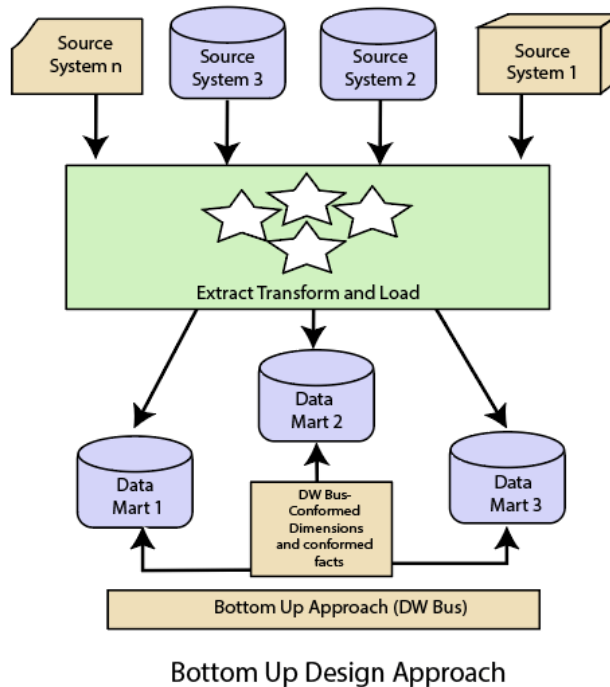 Source
System n
Source
System 3
Source
System 2
Source
System 1
Extract Transform and Load
Data
Mart 2
Data
Mart 1
DW Bus-
Conformed
Dimensions
and conformed
facts
Data
Mart 3
Bottom Up Approach (DW Bus)
Bottom Up Design Approach